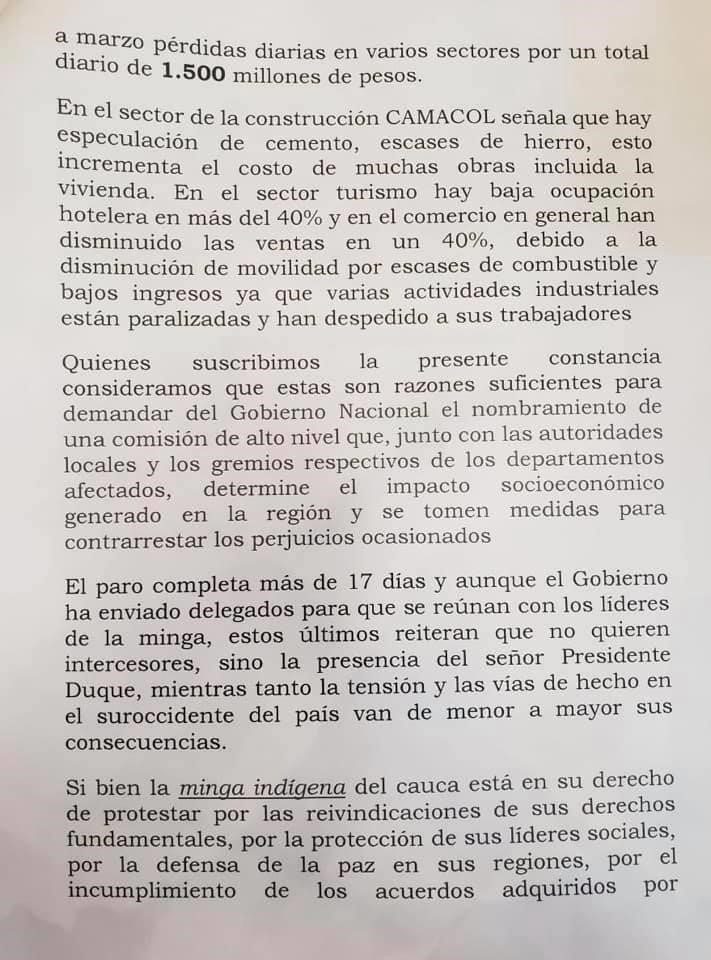 a marzo pérdidas diarias en varios sectores por un total
diario de 1.500 millones de pesos.
En el sector de la construcción CAMACOL señala que hay
especulación de cemento, escases de hierro, esto
incrementa el costo de muchas obras incluida la
vivienda. En el sector turismo hay baja ocupación
hotelera en más del 40% y en el comercio en general han
disminuido las ventas en un 40%, debido a la
disminución de movilidad por escases de combustible y
bajos ingresos ya que varias actividades industriales
están paralizadas y han despedido a sus trabajadores
Quienes suscribimos la presente constancia
consideramos que estas son razones suficientes para
demandar del Gobierno Nacional el nombramiento de
una comisión de alto nivel que, junto con las autoridades
locales y los gremios respectivos de los departamentos
afectados, determine el impacto socioeconómico
generado en la región y se tomen medidas para
contrarrestar los perjuicios ocasionados
El paro completa más de 17 días y aunque el Gobierno
ha enviado delegados para que se reúnan con los líderes
de la minga, estos últimos reiteran que no quieren
intercesores, sino la presencia del señor Presidente
Duque, mientras tanto la tensión y las vías de hecho en
el suroccidente del país van de menor a mayor sus
consecuencias.
Si bien la minga indígena del cauca está en su derecho
de protestar por las reivindicaciones de sus derechos
fundamentales, por la protección de sus líderes sociales,
por la defensa de la paz en sus regiones, por el
incumplimiento de los acuerdos adquiridos por